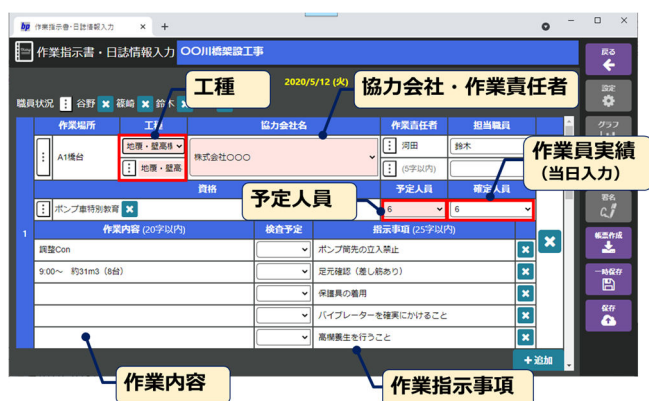 作業指示書・日誌情報入力
作業指示書・日誌情報入力 〇〇川橋梁架設工事
戻る
2020/5/12 (火)
工種
協力会社・作業責任者
設定
職員状況 谷野 篠崎 鈴木
グラフ
作業場所 工種 協力会社名 作業責任者 担当職員
A1橋台 地覆・壁高欄 株式会社〇〇〇 河田 鈴木
地覆・壁高 (5字以内)
作業員実績
(当日入力)
資格 予定人員 確定人員
予定人員
署名
ポンプ車特別教育 6 6
1
作業内容 (20字以内) 検査予定 指示事項 (25字以内)
帳票作成
調整Con ポンプ筒先の立入禁止
9:00～ 約31m3 (8台)足元確認 (差し筋あり)
一時保存
保護具の着用
バイブレーターを確実にかけること
保存
高欄養生を行うこと
+追加
作業内容
作業指示事項